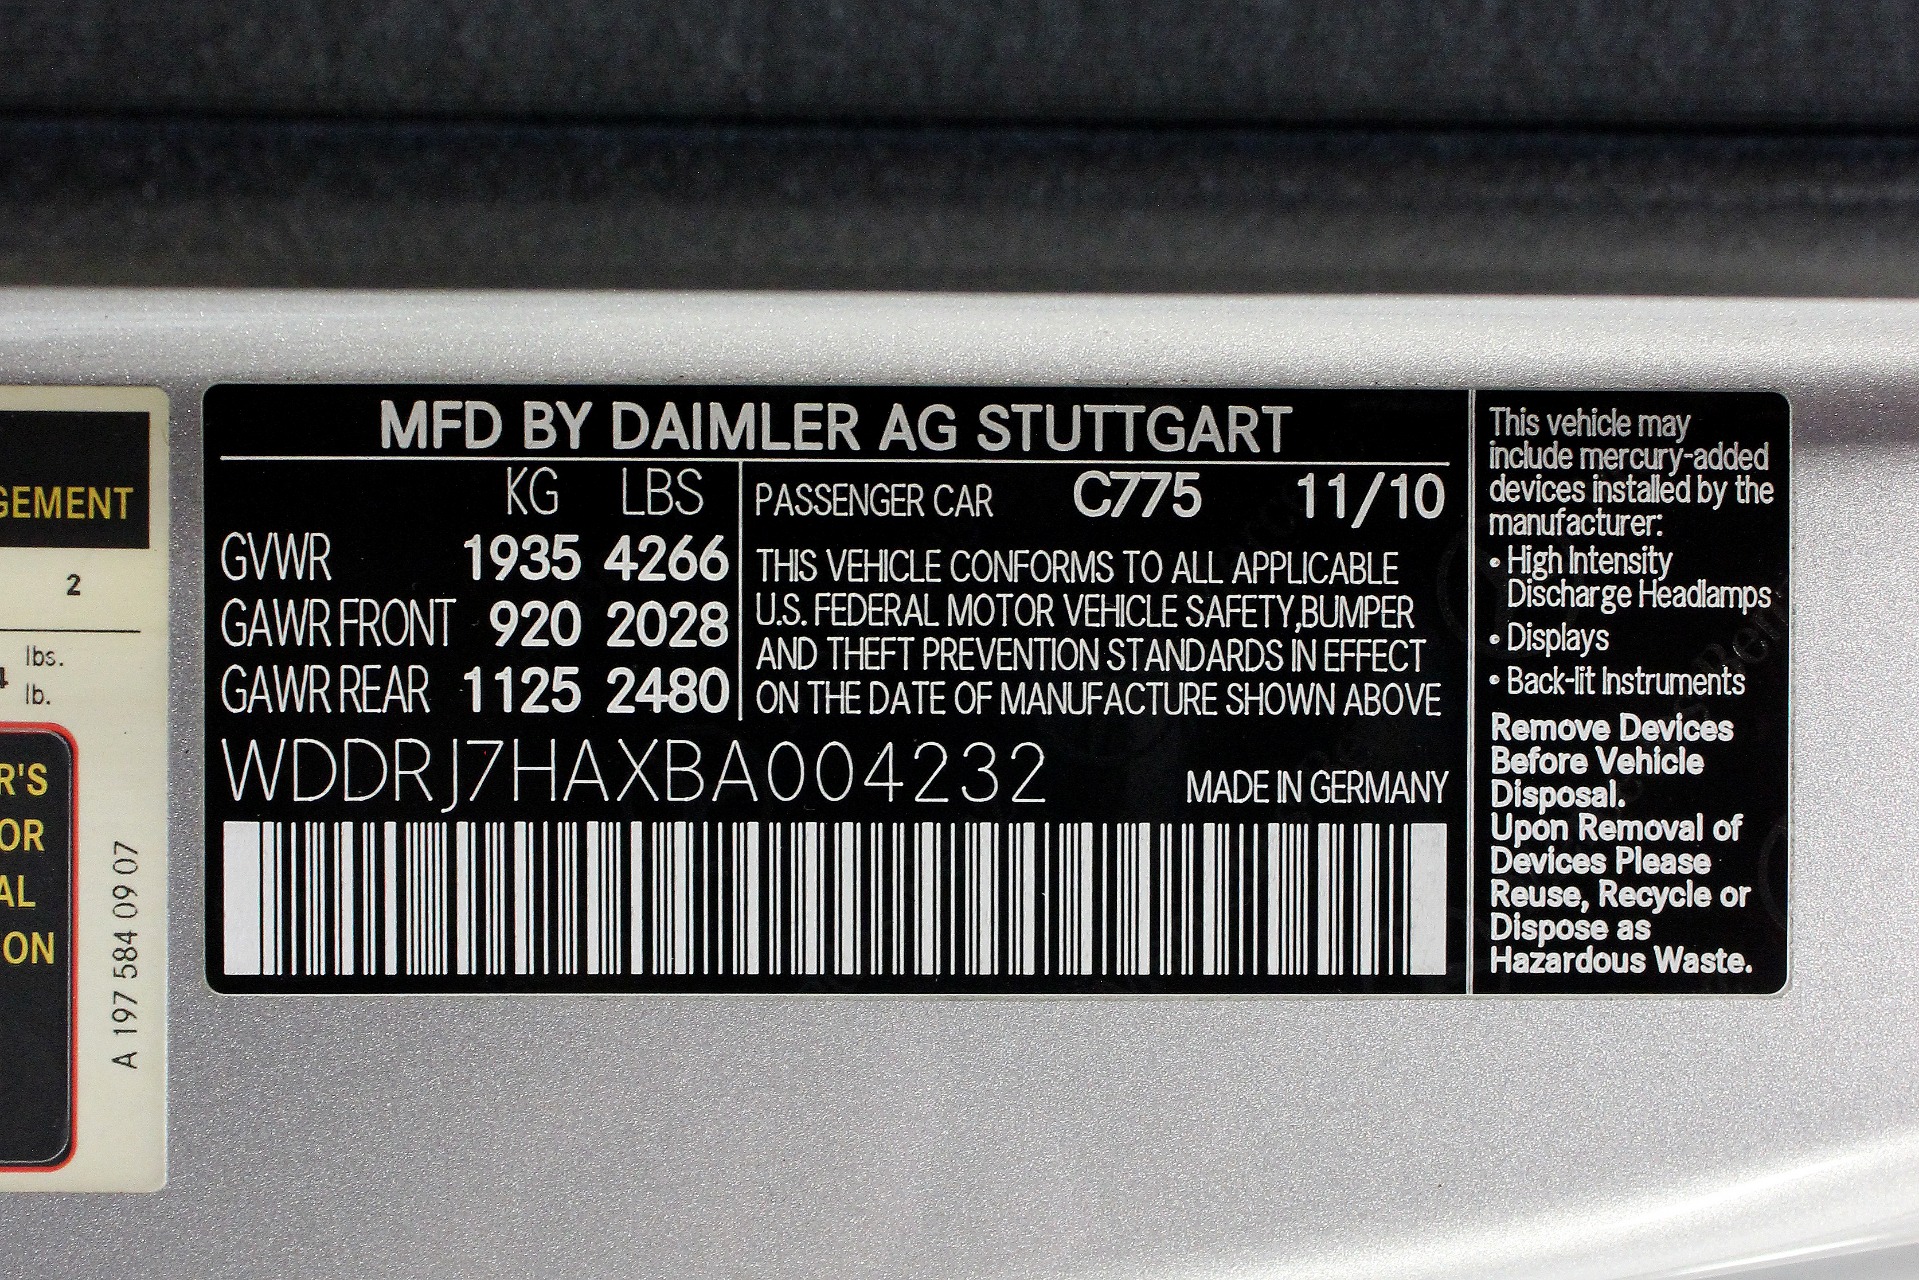 GEMENT
2
lbs.
lb.
R'S
OR
AL
ON
A 197 584 09 07
MFD BY DAIMLER AG STUTTGART
KG LBS
GVWR 1935 4266
GAWR FRONT 920 2028
GAWR REAR 1125 2480
PASSENGER CAR C775 11/10
THIS VEHICLE CONFORMS TO ALL APPLICABLE
U.S. FEDERAL MOTOR VEHICLE SAFETY,BUMPER
AND THEFT PREVENTION STANDARDS IN EFFECT
ON THE DATE OF MANUFACTURE SHOWN ABOVE
WDDRJ7HAXBA004232
MADE IN GERMANY
This vehicle may
include mercury-added
devices installed by the
manufacturer:
• High Intensity
Discharge Headlamps
• Displays
• Back-lit Instruments
Remove Devices
Before Vehicle
Disposal.
Upon Removal of
Devices Please
Reuse, Recycle or
Dispose as
Hazardous Waste.